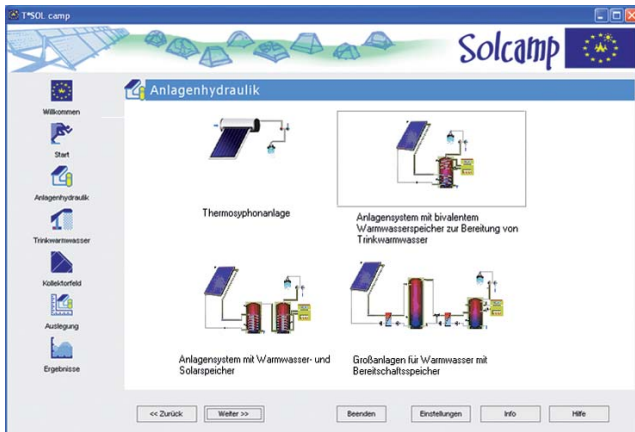 T*SOL camp
Solcamp
Willkommen
Start
Anlagenhydraulik
Trinkwarmwasser
Kollektorfeld
Auslegung
Ergebnisse
Anlagenhydraulik
Thermosyphonanlage
Anlagensystem mit bivalentem
Warmwasserspeicher zur Bereitung von
Trinkwarmwasser
Anlagensystem mit Warmwasser- und
Solarspeicher
Großanlagen für Warmwasser mit
Bereitschaftsspeicher
<< Zurück
Weiter >>
Beenden
Einstellungen
Info
Hilfe